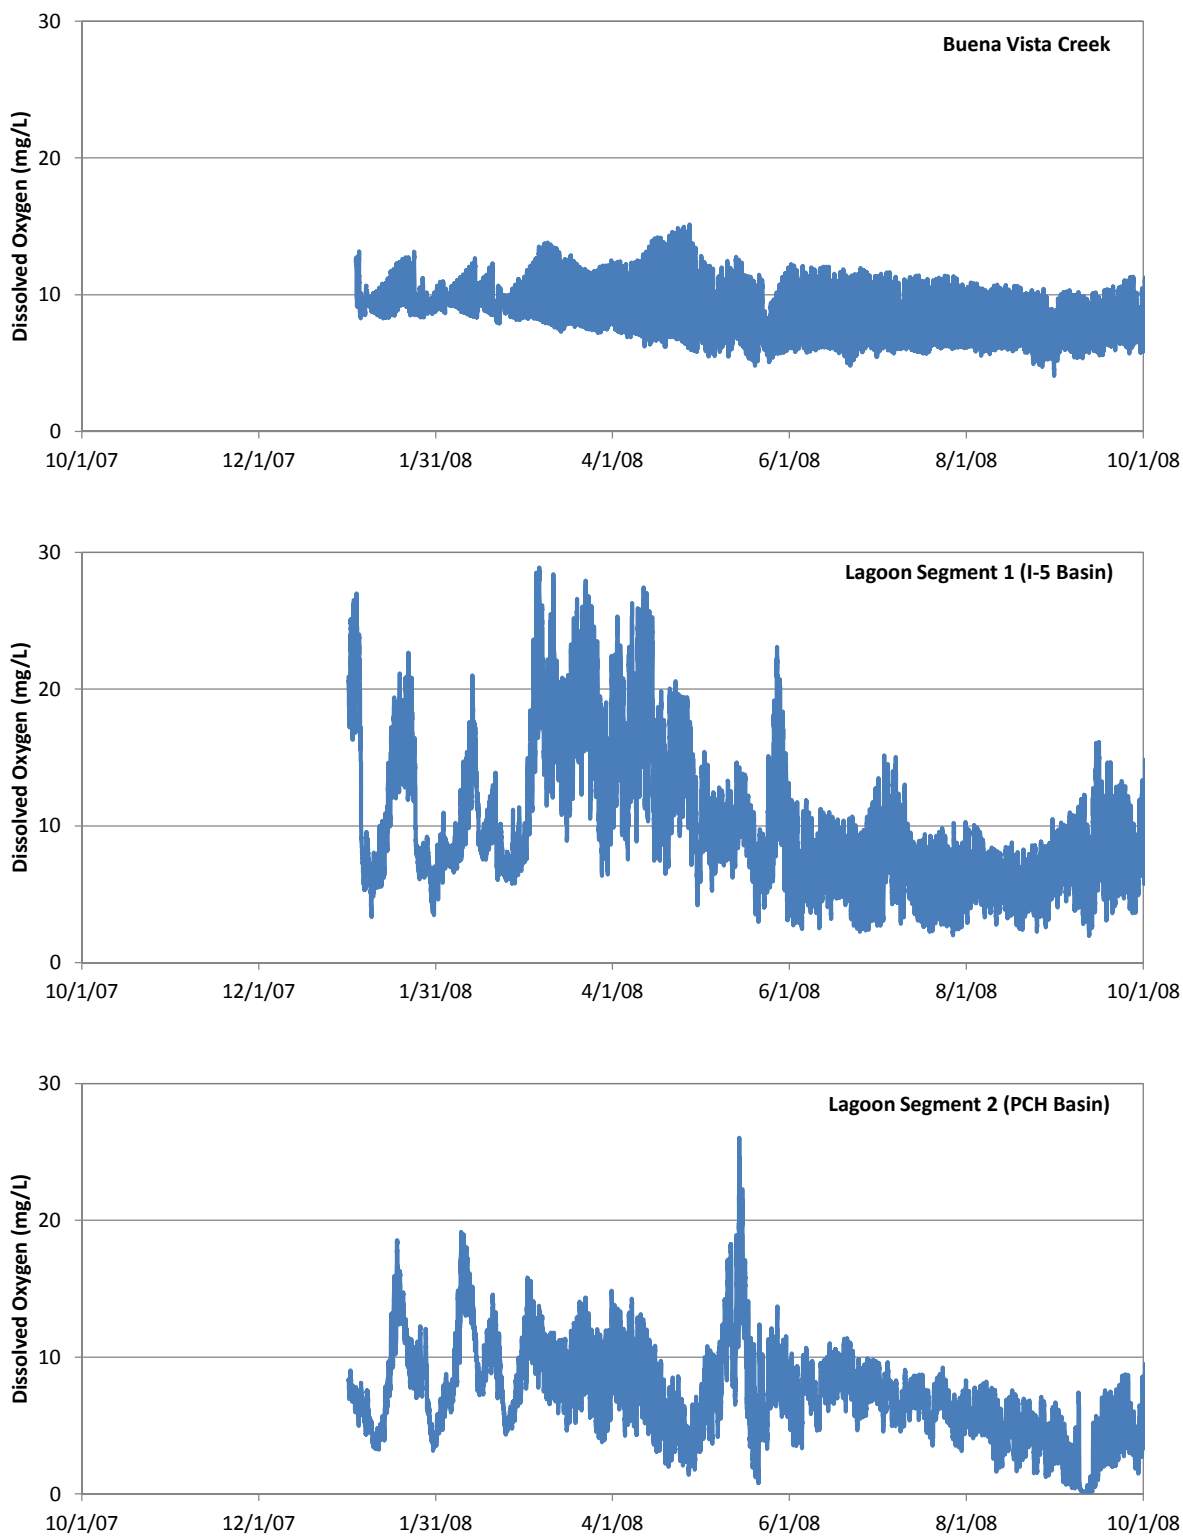 30
Buena Vista Creek
20
10
0
Dissolved Oxygen (mg/L)
10/1/07 12/1/07 1/31/08 4/1/08 6/1/08 8/1/08 10/1/08
30
Lagoon Segment 1 (I-5 Basin)
20
10
0
Dissolved Oxygen (mg/L)
10/1/07 12/1/07 1/31/08 4/1/08 6/1/08 8/1/08 10/1/08
30
Lagoon Segment 2 (PCH Basin)
20
10
0
Dissolved Oxygen (mg/L)
10/1/07 12/1/07 1/31/08 4/1/08 6/1/08 8/1/08 10/1/08